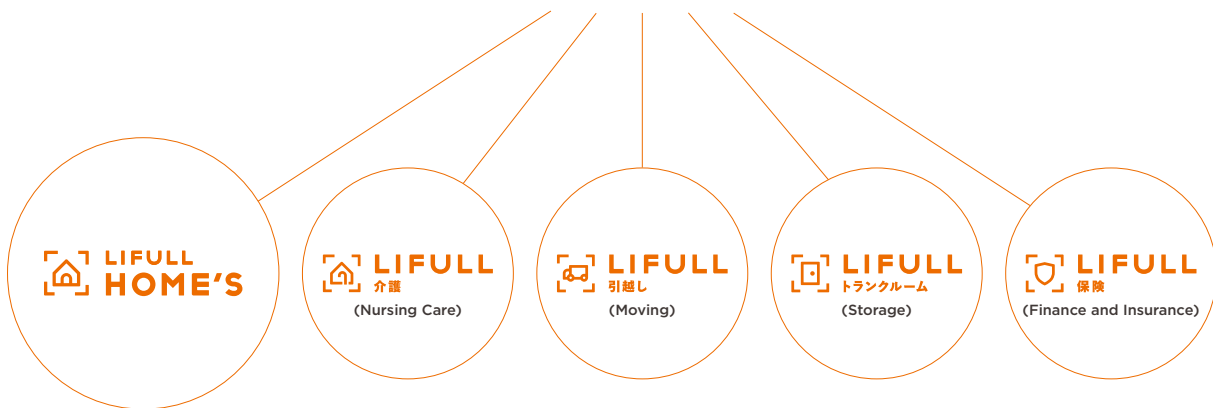 LIFULL
HOME'S
LIFULL
介護
(Nursing Care)
LIFULL
引越し
(Moving)
LIFULL
トランクルーム
(Storage)
LIFULL
保険
(Finance and Insurance)